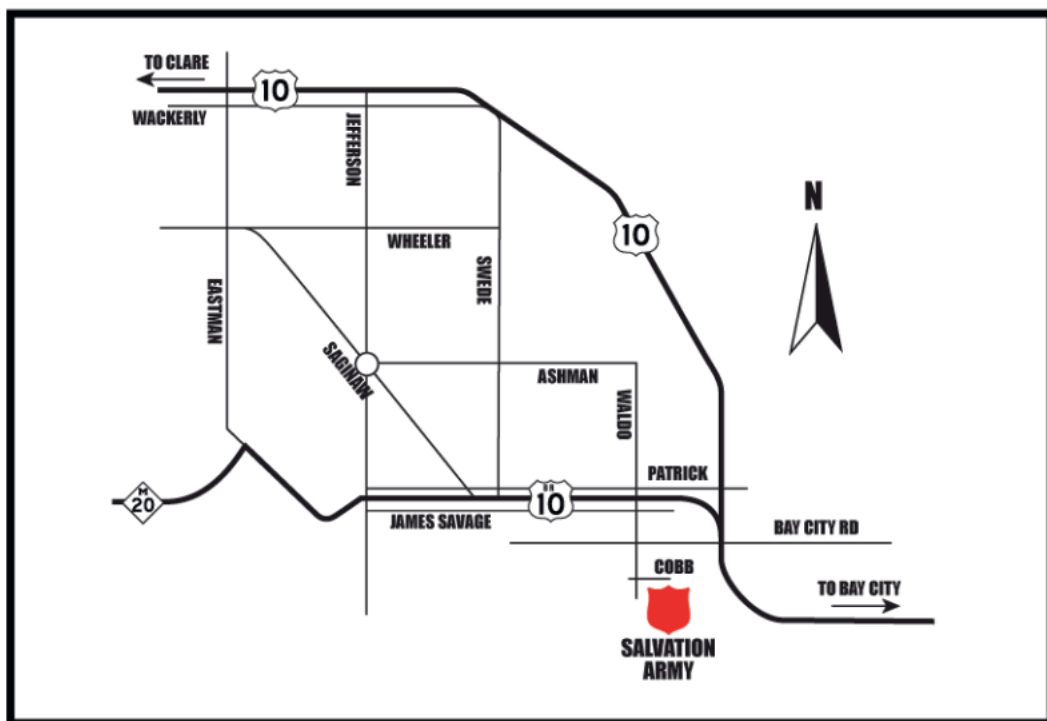 TO CLARE
10
WACKERLY
JEFFERSON
N
10
WHEELER
EASTMAN
SWEDE
SAGINAW
ASHMAN
WALDO
PATRICK
M
20
BR
10
JAMES SAVAGE
BAY CITY RD
COBB
TO BAY CITY
SALVATION
ARMY